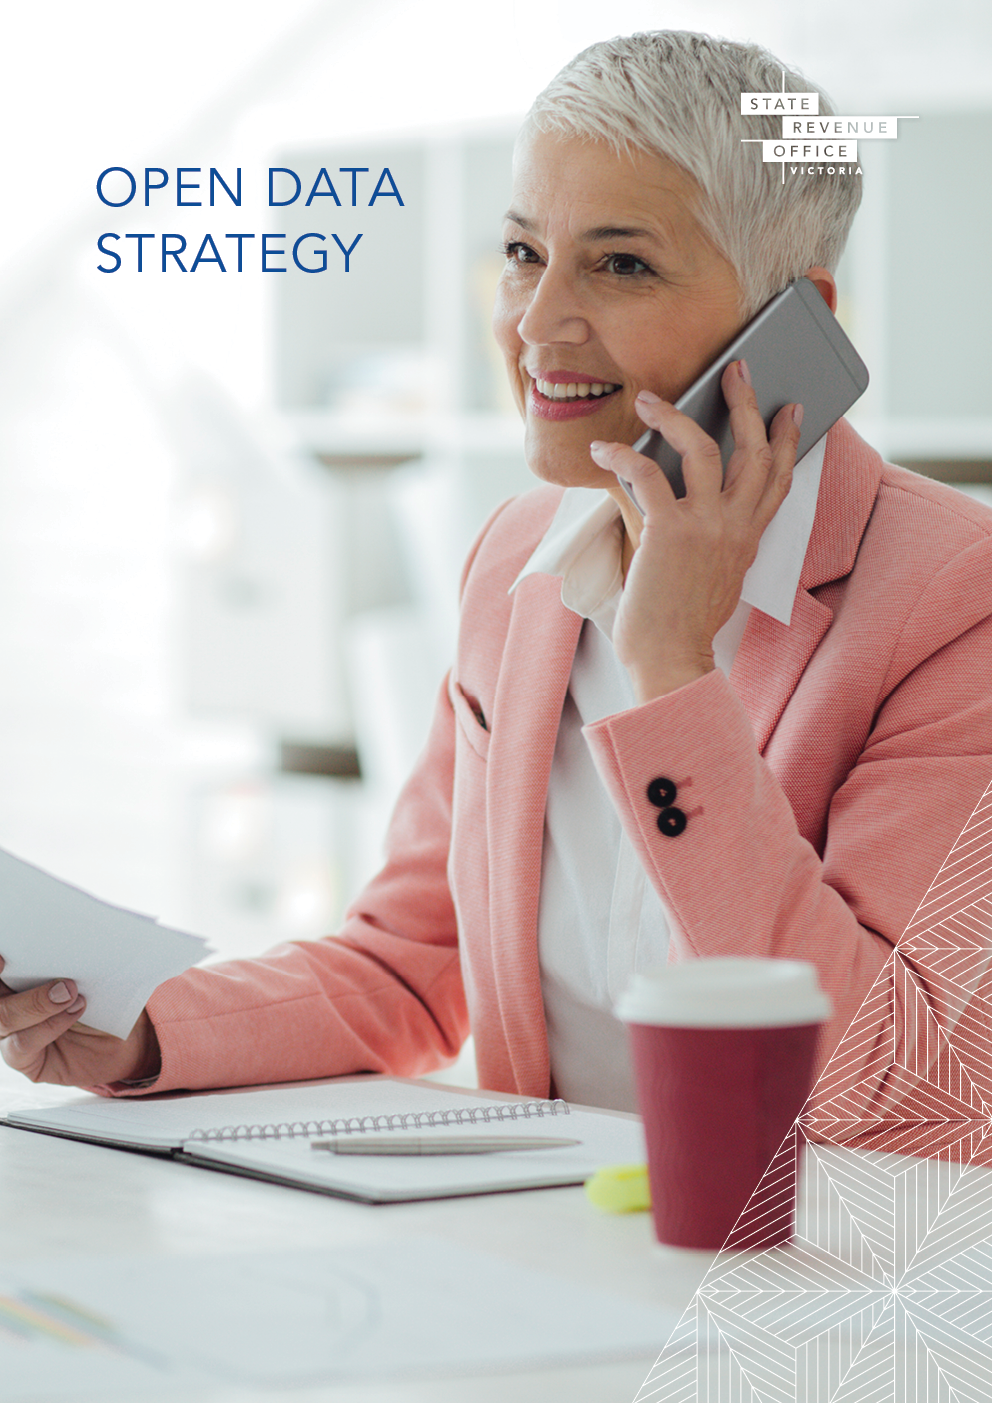 OPEN DATA
STRATEGY
STATE
REVENUE
OFFICE
VICTORIA